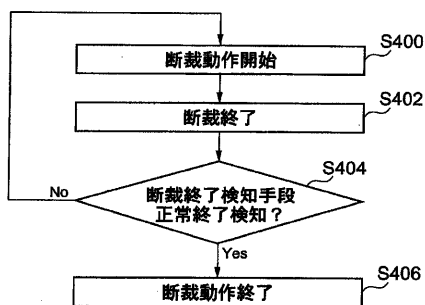 S400
断裁動作開始
S402
断裁終了
S404
断裁終了検知手段
正常終了検知？
No
Yes
S406
断裁動作終了